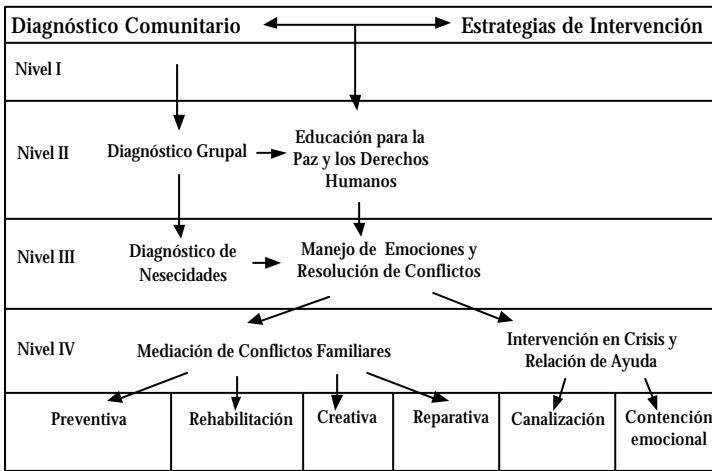 Diagnóstico Comunitario
Estrategias de Intervención
Nivel I
Nivel II
Diagnóstico Grupal
Educación para la
Paz y los Derechos
Humanos
Nivel III
Diagnóstico de
Nesecidades
Manejo de Emociones y
Resolución de Conflictos
Nivel IV
Mediación de Conflictos Familiares
Intervención en Crisis y
Relación de Ayuda
Preventiva
Rehabilitación
Creativa
Reparativa
Canalización
Contención
emocional